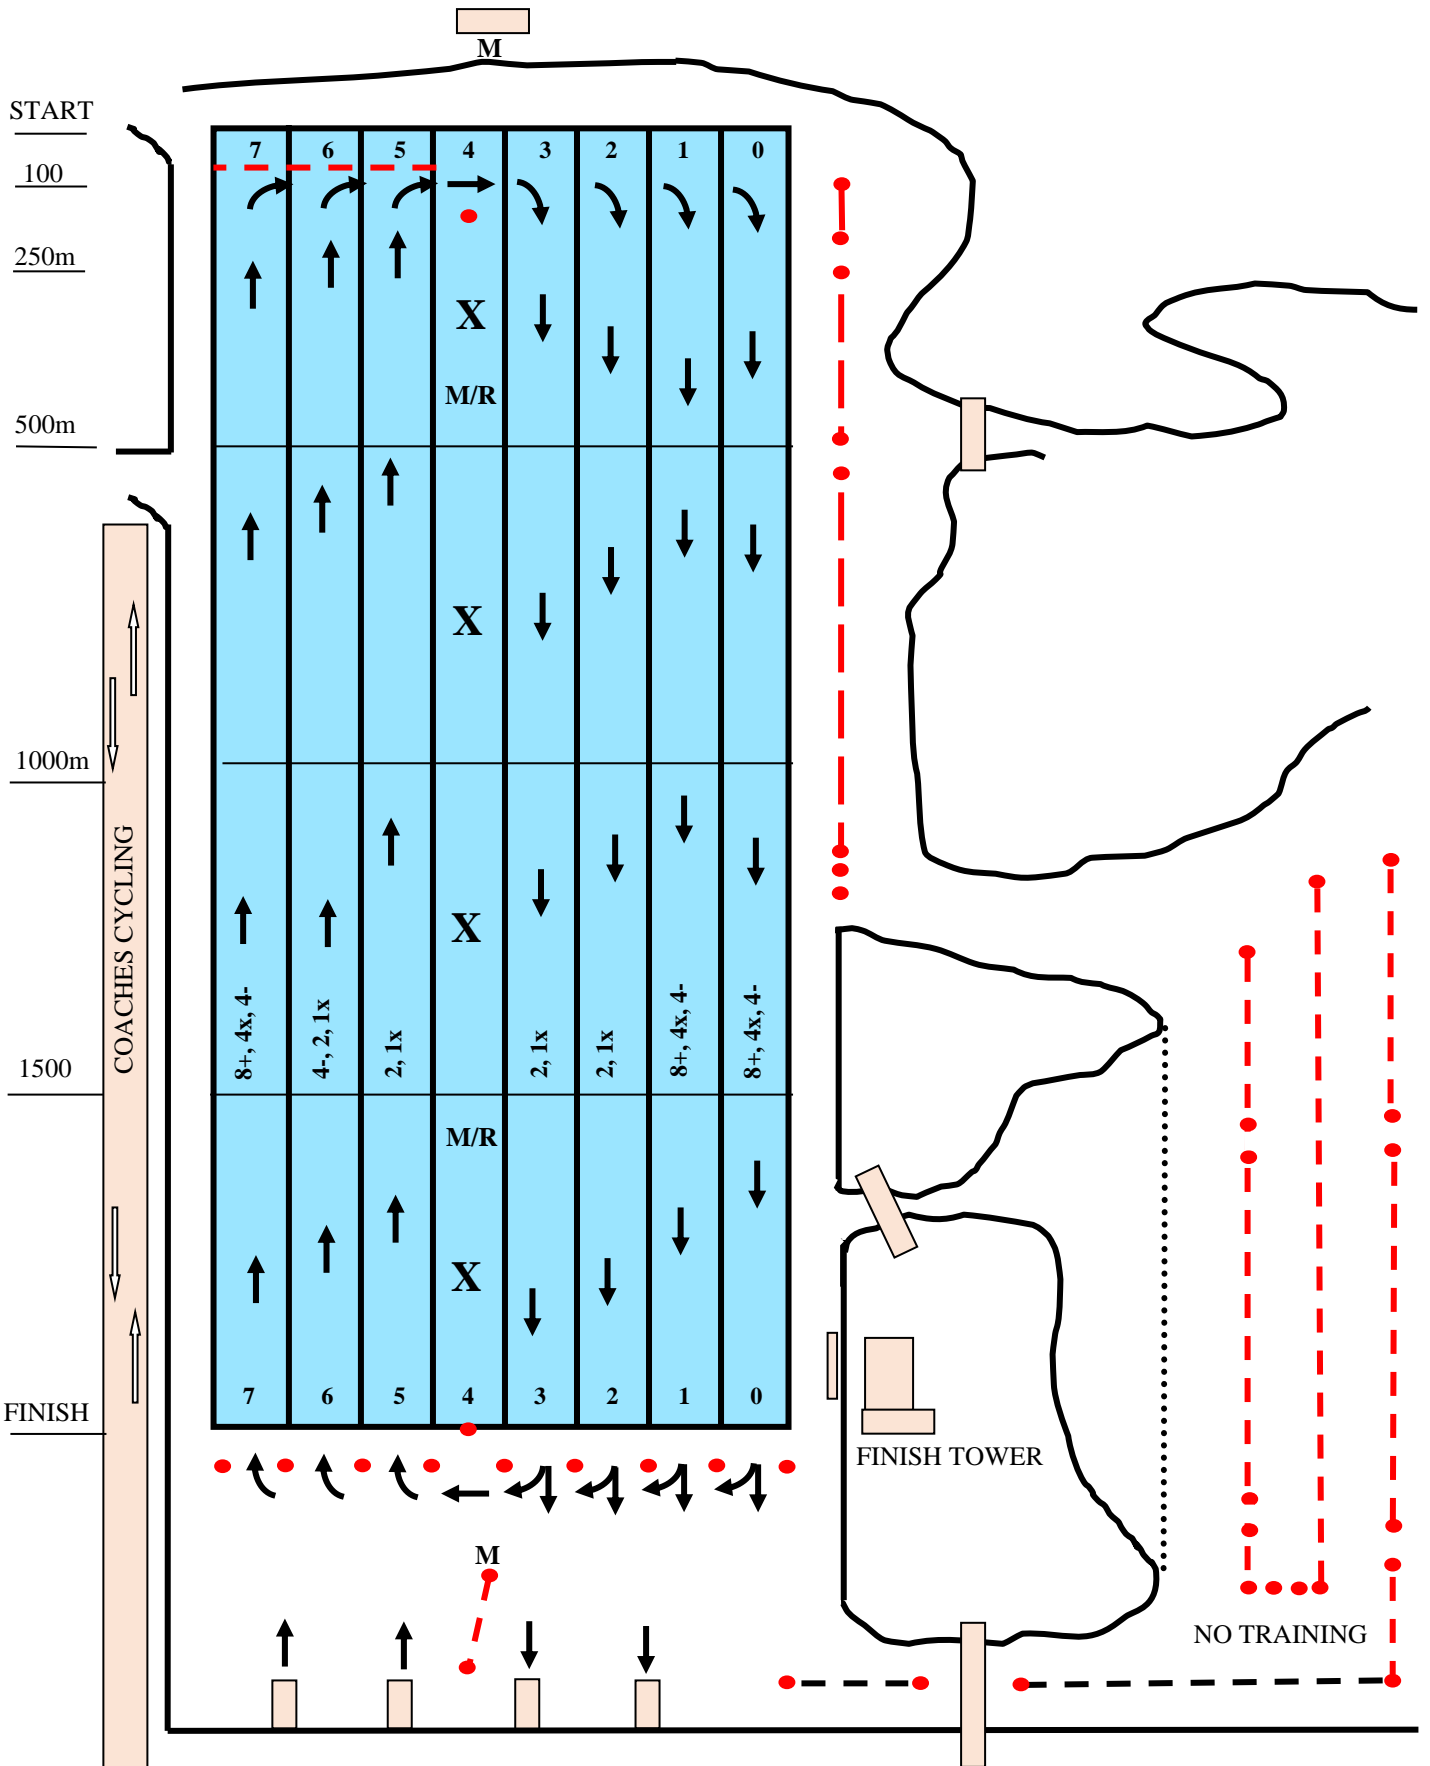 M
START
7 6 5 4 3 2 1 0
100
250m
X
M/R
500m
X
1000m
COACHES CYCLING
X
8+, 4x, 4-
4-, 2, 1x
2, 1x
2, 1x
2, 1x
8+, 4x, 4-
8+, 4x, 4-
1500
M/R
X
7 6 5 4 3 2 1 0
FINISH
FINISH TOWER
M
NO TRAINING